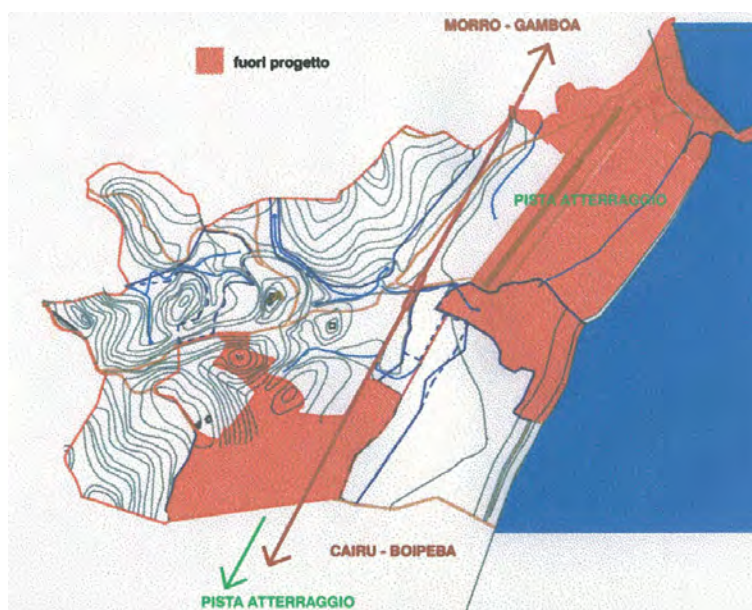 MORRO - GAMBOA
fuori progetto
PISTA ATTERRAGGIO
CAIRU - BOIPEBA
PISTA ATTERRAGGIO